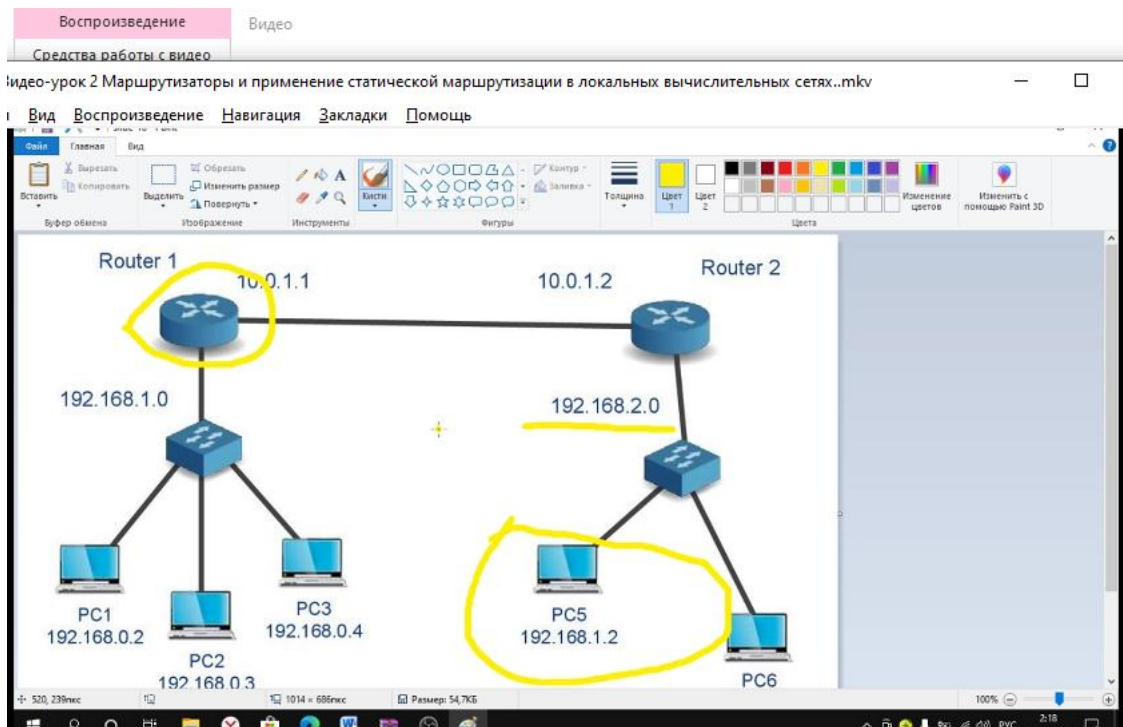 Воспроизведение Видео
Средства работы с видео
Видео-урок 2 Маршрутизаторы и применение статической маршрутизации в локальных вычислительных сетях..mkv
Вид Воспроизведение Навигация Закладки Помощь
Файл Главная Вид
Вставить
Вырезать
Копировать
Буфер обмена
Выделить
Обрезать
Изменить размер
Повернуть
Изображение
Инструменты
Кисти
Контур
Заливка
Фигуры
Толщина
Цвет 1
Цвет 2
Цвета
Изменение цветов
Изменить с помощью Paint 3D
Router 1
10.0.1.1
10.0.1.2
Router 2
192.168.1.0
192.168.2.0
PC1
192.168.0.2
PC2
192.168.0.3
PC3
192.168.0.4
PC5
192.168.1.2
PC6
520, 239пкс
1014 × 686пкс
Размер: 54,7КБ
100%
РУС
2:18